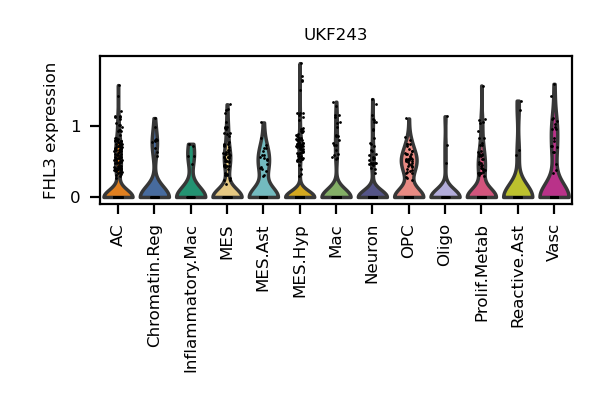 UKF243
FHL3 expression
1
0
AC
Chromatin.Reg
Inflammatory.Mac
MES
MES.Ast
MES.Hyp
Mac
Neuron
OPC
Oligo
Prolif.Metab
Reactive.Ast
Vasc